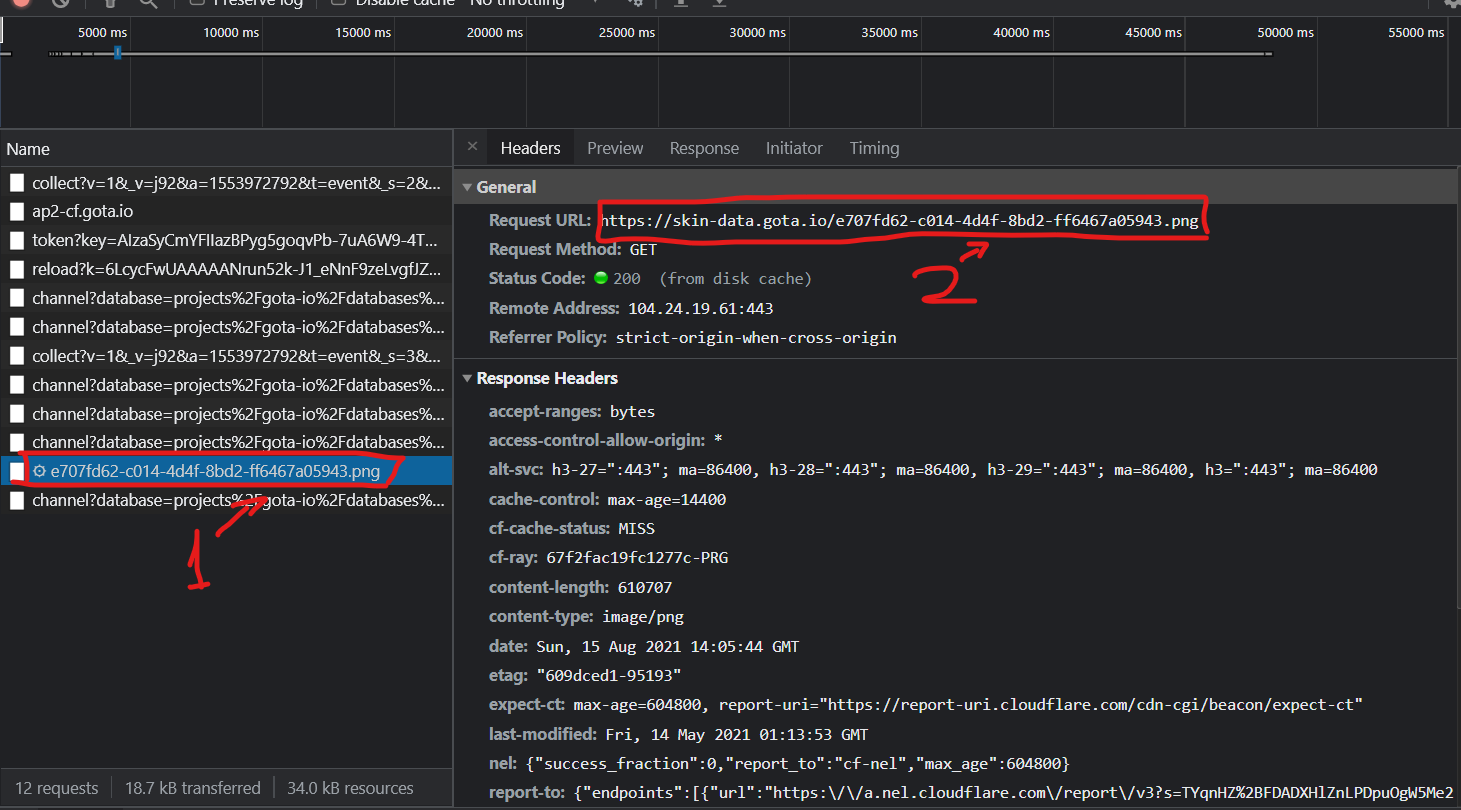 Preserve log Disable cache No throttling
5000 ms 10000 ms 15000 ms 20000 ms 25000 ms 30000 ms 35000 ms 40000 ms 45000 ms 50000 ms 55000 ms
Name
collect?v=1&_v=j92&a=1553972792&t=event&_s=2&...
ap2-cf.gota.io
token?key=AIzaSyCmYFIIazBPyg5goqvPb-7uA6W9-4T...
reload?k=6LcycFwUAAAAANrun52k-J1_eNnF9zeLvgfJZ...
channel?database=projects%2Fgota-io%2Fdatabases%...
channel?database=projects%2Fgota-io%2Fdatabases%...
collect?v=1&_v=j92&a=1553972792&t=event&_s=3&...
channel?database=projects%2Fgota-io%2Fdatabases%...
channel?database=projects%2Fgota-io%2Fdatabases%...
channel?database=projects%2Fgota-io%2Fdatabases%...
e707fd62-c014-4d4f-8bd2-ff6467a05943.png
channel?database=projects%2Fgota-io%2Fdatabases%...
1
12 requests 18.7 kB transferred 34.0 kB resources
× Headers Preview Response Initiator Timing
General
Request URL: https://skin-data.gota.io/e707fd62-c014-4d4f-8bd2-ff6467a05943.png
Request Method: GET
2
Status Code: 200 (from disk cache)
Remote Address: 104.24.19.61:443
Referrer Policy: strict-origin-when-cross-origin
Response Headers
accept-ranges: bytes
access-control-allow-origin: *
alt-svc: h3-27=":443"; ma=86400, h3-28=":443"; ma=86400, h3-29=":443"; ma=86400, h3=":443"; ma=86400
cache-control: max-age=14400
cf-cache-status: MISS
cf-ray: 67f2fac19fc1277c-PRG
content-length: 610707
content-type: image/png
date: Sun, 15 Aug 2021 14:05:44 GMT
etag: "609dced1-95193"
expect-ct: max-age=604800, report-uri="https://report-uri.cloudflare.com/cdn-cgi/beacon/expect-ct"
last-modified: Fri, 14 May 2021 01:13:53 GMT
nel: {"success_fraction":0,"report_to":"cf-nel","max_age":604800}
report-to: {"endpoints":[{"url":"https:\/\/a.nel.cloudflare.com\/report\/v3?s=TYqnHZ%2BFDADXHlZnLPDpuOgW5Me2